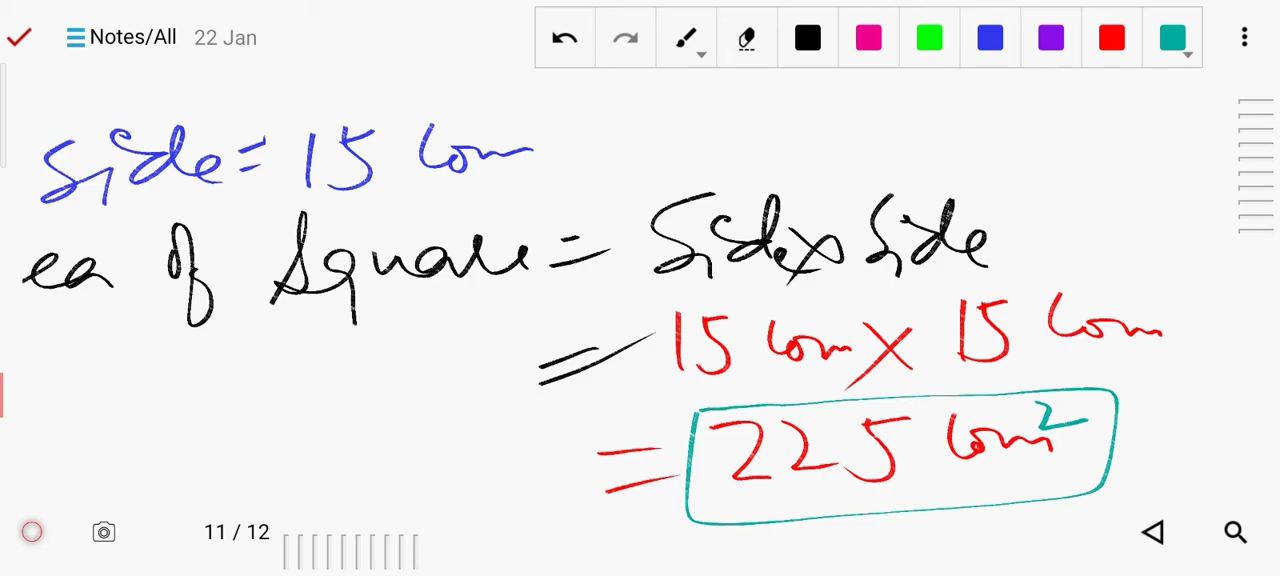 Notes/All 22 Jan
Side = 15 cm
ea of Square = Side × Side
= 15 cm × 15 cm
= 225 cm²
11 / 12